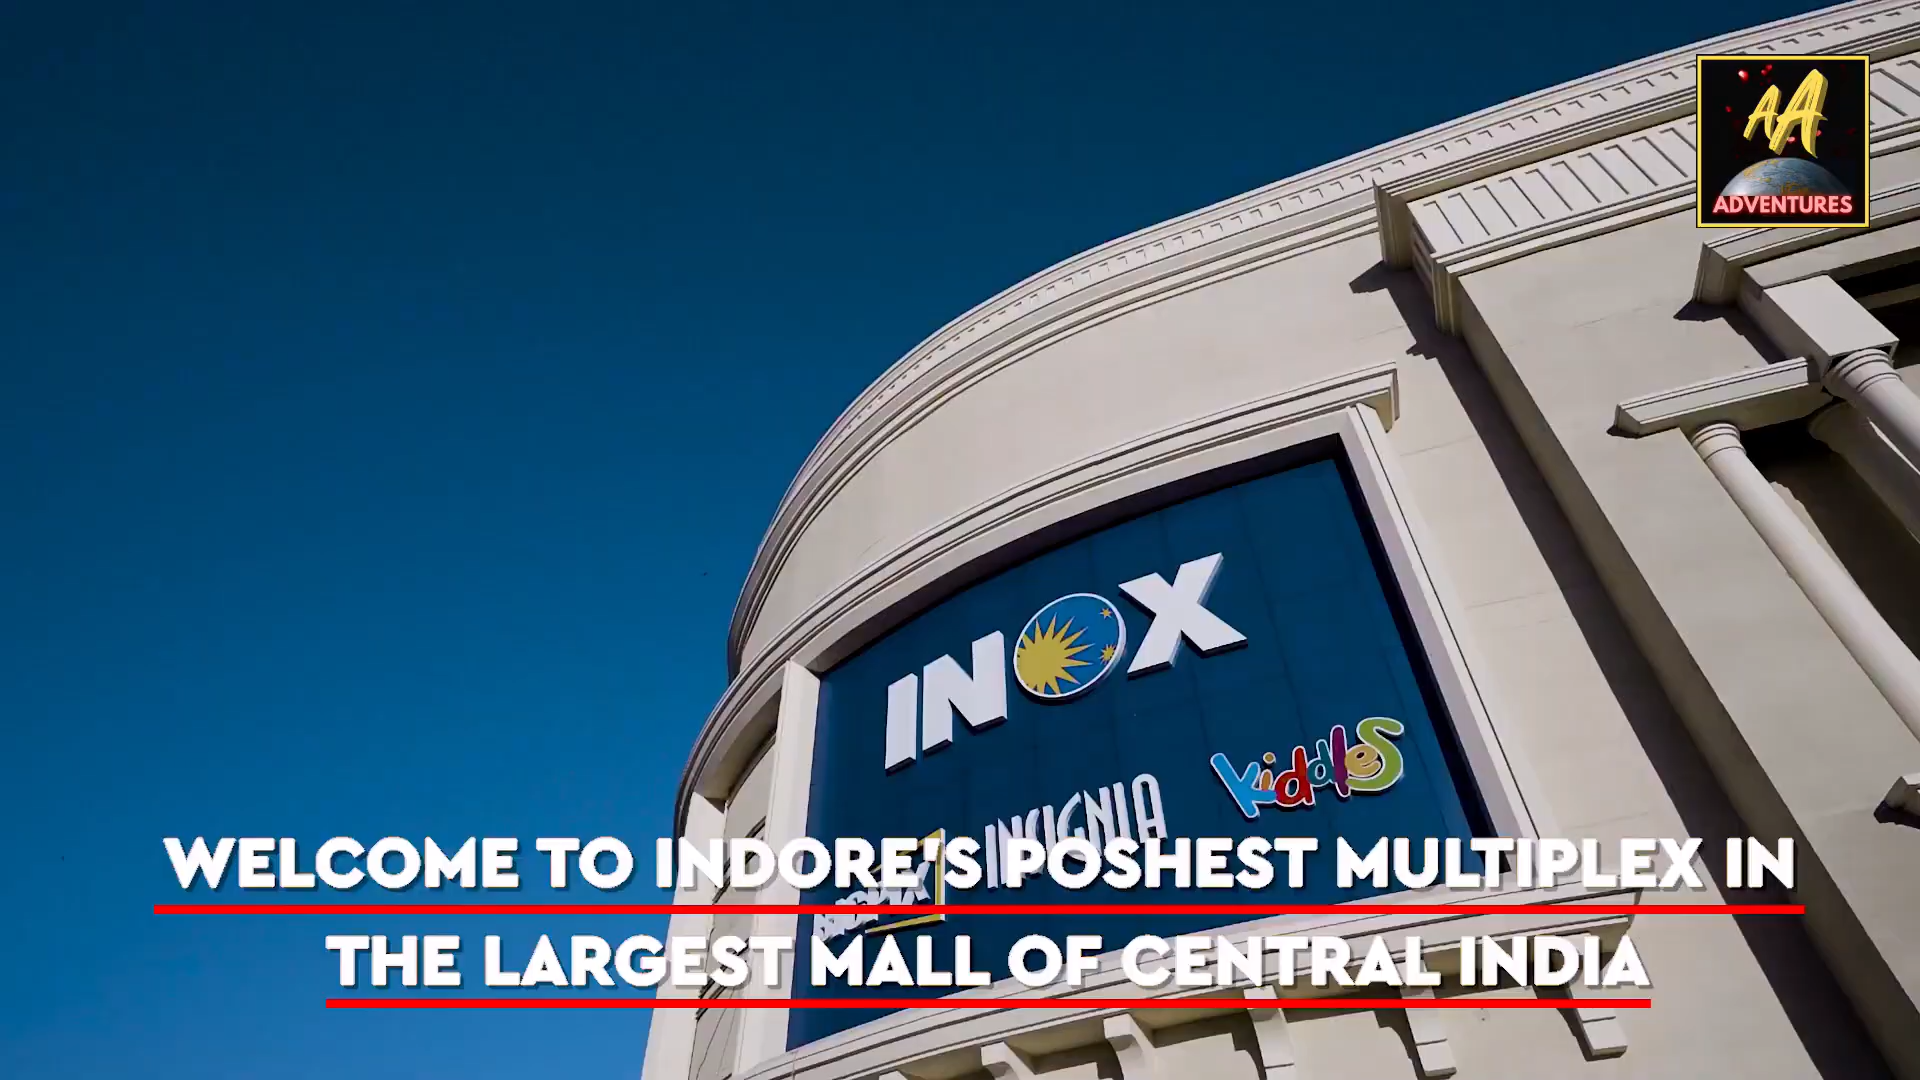 AA
ADVENTURES
INOX
kiddles
INSIGNIA
WELCOME TO INDORE'S POSHEST MULTIPLEX IN
THE LARGEST MALL OF CENTRAL INDIA